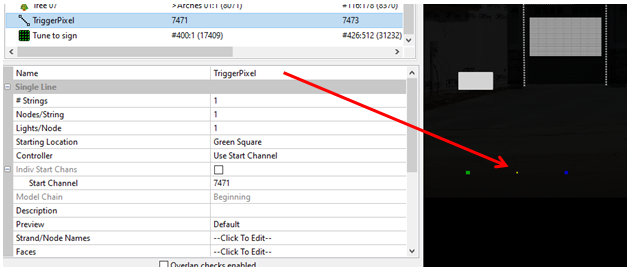 Tree 07 >Arches 01:1 (8071) #116:178 (8370)
TriggerPixel 7471 7473
Tune to sign #400:1 (17409) #426:512 (31232)
Name TriggerPixel
Single Line
# Strings 1
Nodes/String 1
Lights/Node 1
Starting Location Green Square
Controller Use Start Channel
Indiv Start Chans
Start Channel 7471
Model Chain Beginning
Description
Preview Default
Strand/Node Names --Click To Edit--
Faces --Click To Edit--
Overlap checks enabled